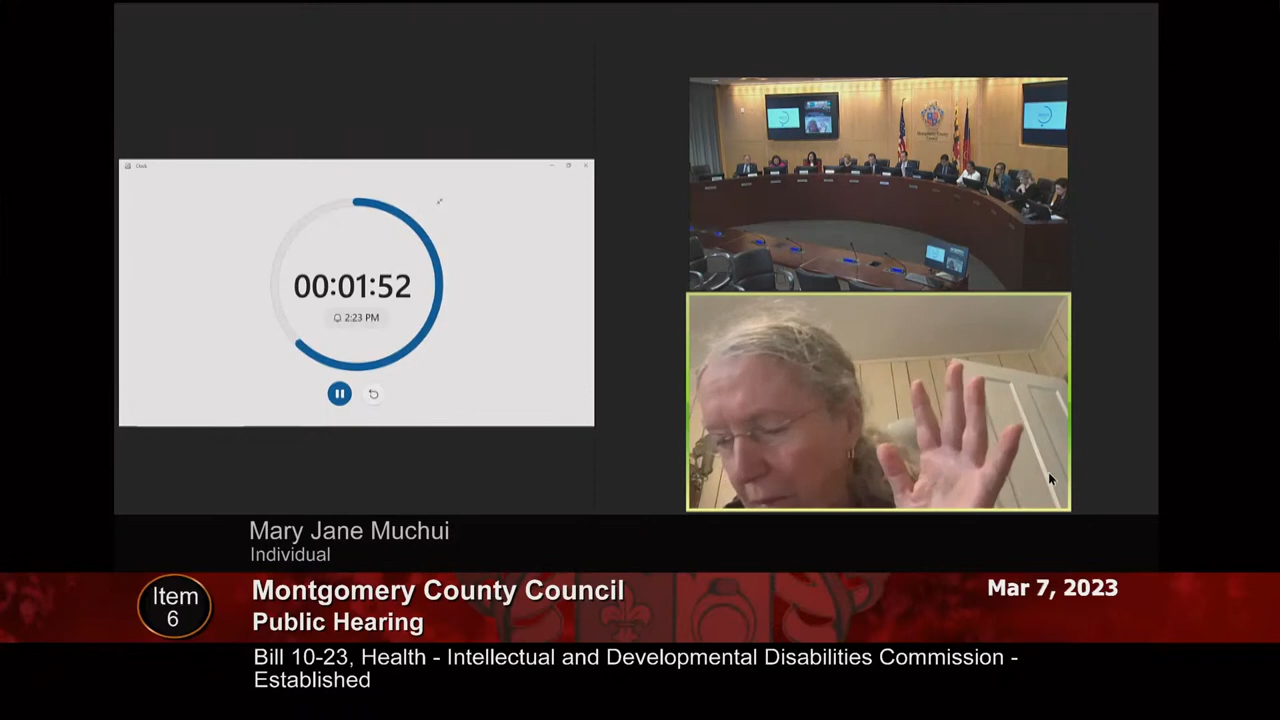 Clock
00:01:52
2:23 PM
Mary Jane Muchui
Individual
Item
6
Montgomery County Council
Public Hearing
Mar 7, 2023
Bill 10-23, Health - Intellectual and Developmental Disabilities Commission -
Established